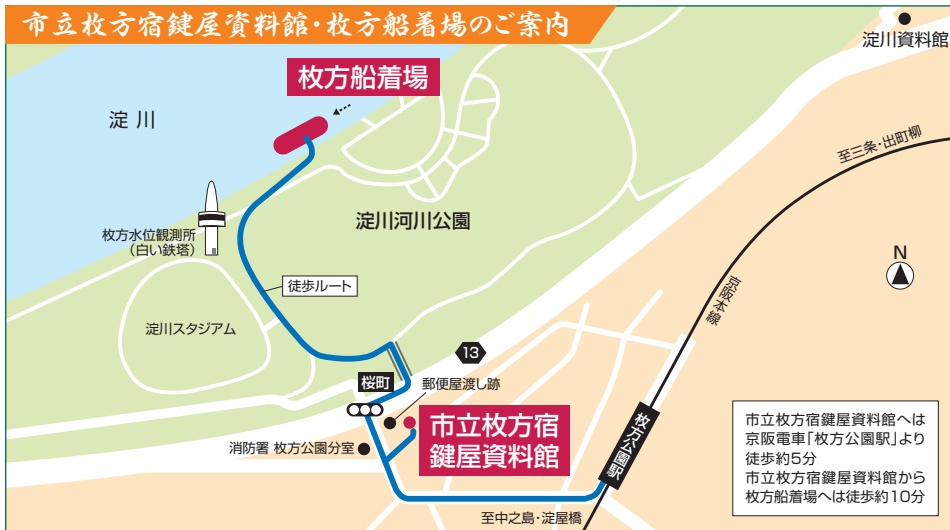 市立枚方宿鍵屋資料館・枚方船着場のご案内
淀川資料館
枚方船着場
淀 川
至三条・出町柳
淀川河川公園
枚方水位観測所
（白い鉄塔）
N
徒歩ルート
京阪本線
淀川スタジアム
13
桜町
郵便屋渡し跡
市立枚方宿
鍵屋資料館
消防署 枚方公園分室
枚方公園駅
至中之島・淀屋橋
市立枚方宿鍵屋資料館へは
京阪電車「枚方公園駅」より
徒歩約5分
市立枚方宿鍵屋資料館から
枚方船着場へは徒歩約10分